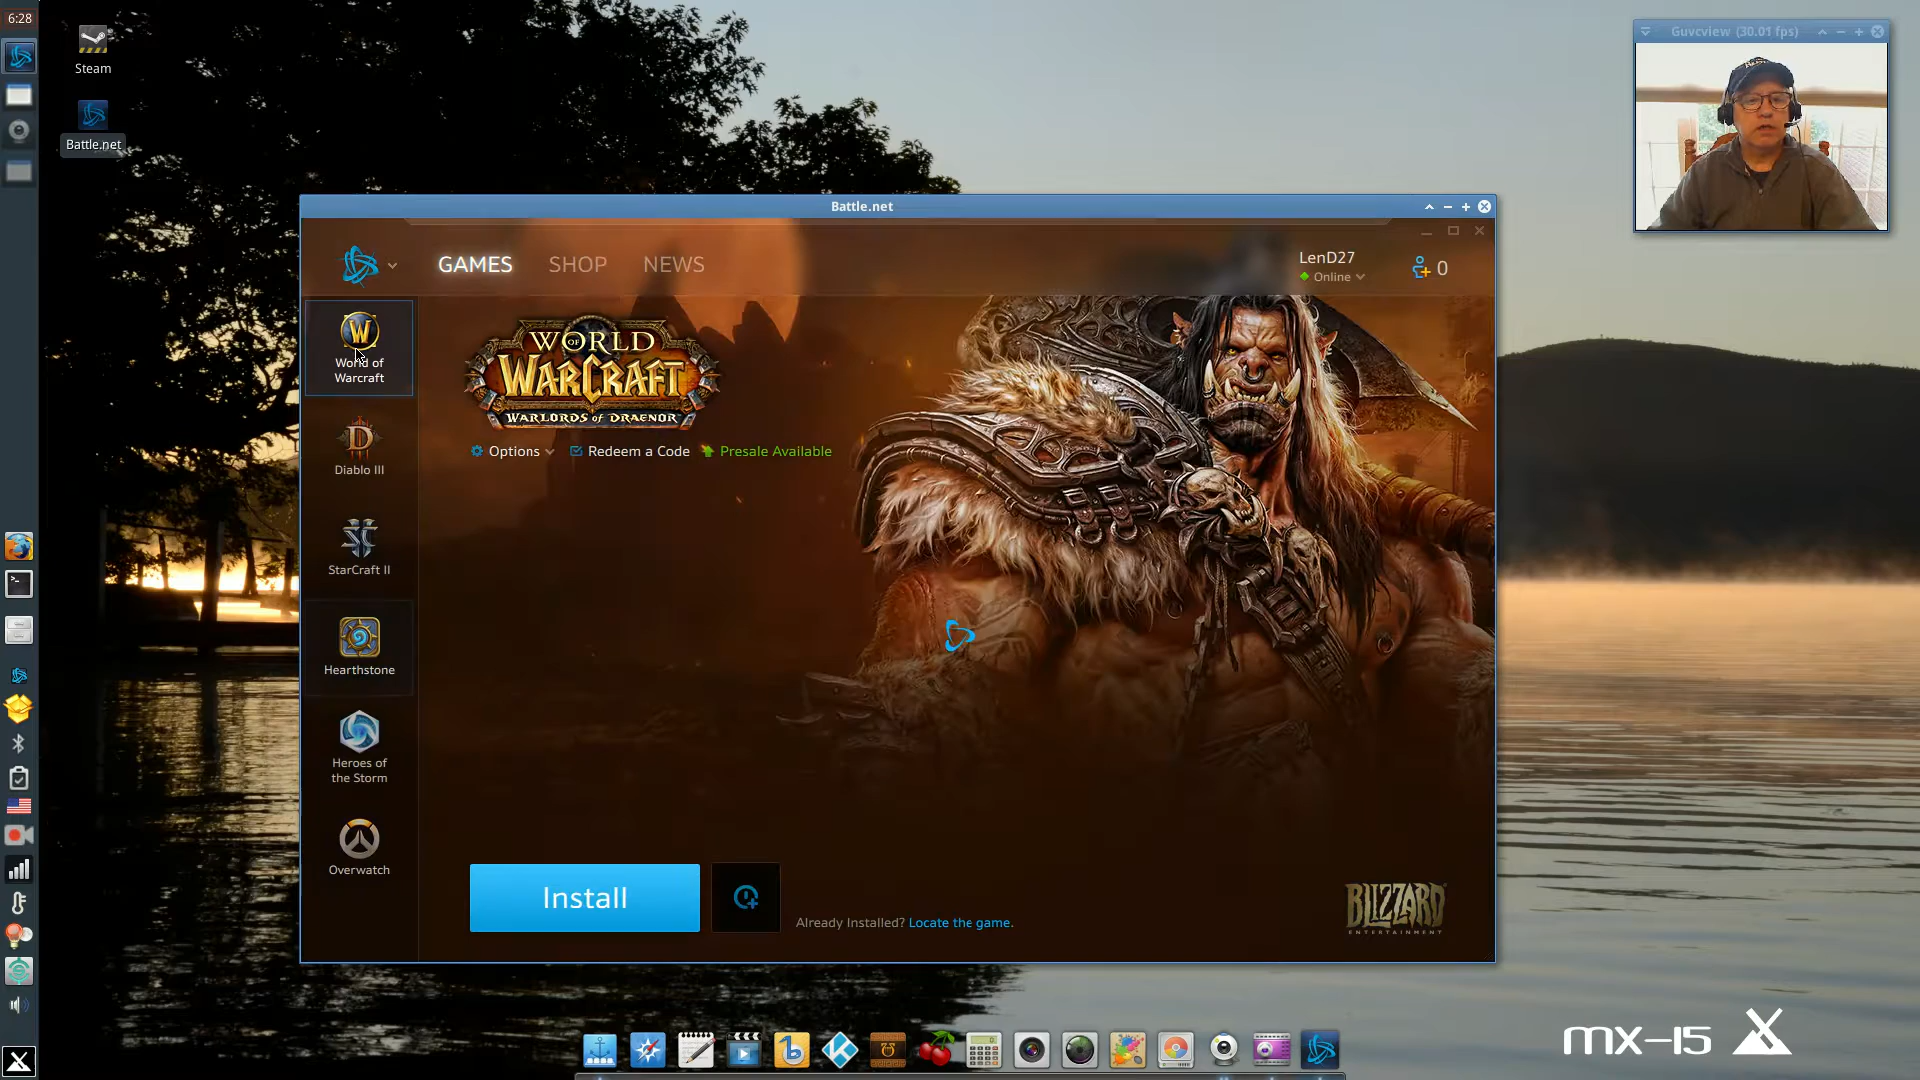 6:28
Steam
Battle.net
Guvcview (30.01 fps)
Battle.net
GAMES SHOP NEWS
LenD27
Online
0
World of
Warcraft
Diablo III
StarCraft II
Hearthstone
Heroes of
the Storm
Overwatch
WORLD
OF
WARCRAFT
WARLORDS OF DRAENOR
Options Redeem a Code Presale Available
Install
Already Installed? Locate the game.
BLIZZARD
ENTERTAINMENT
mx-15